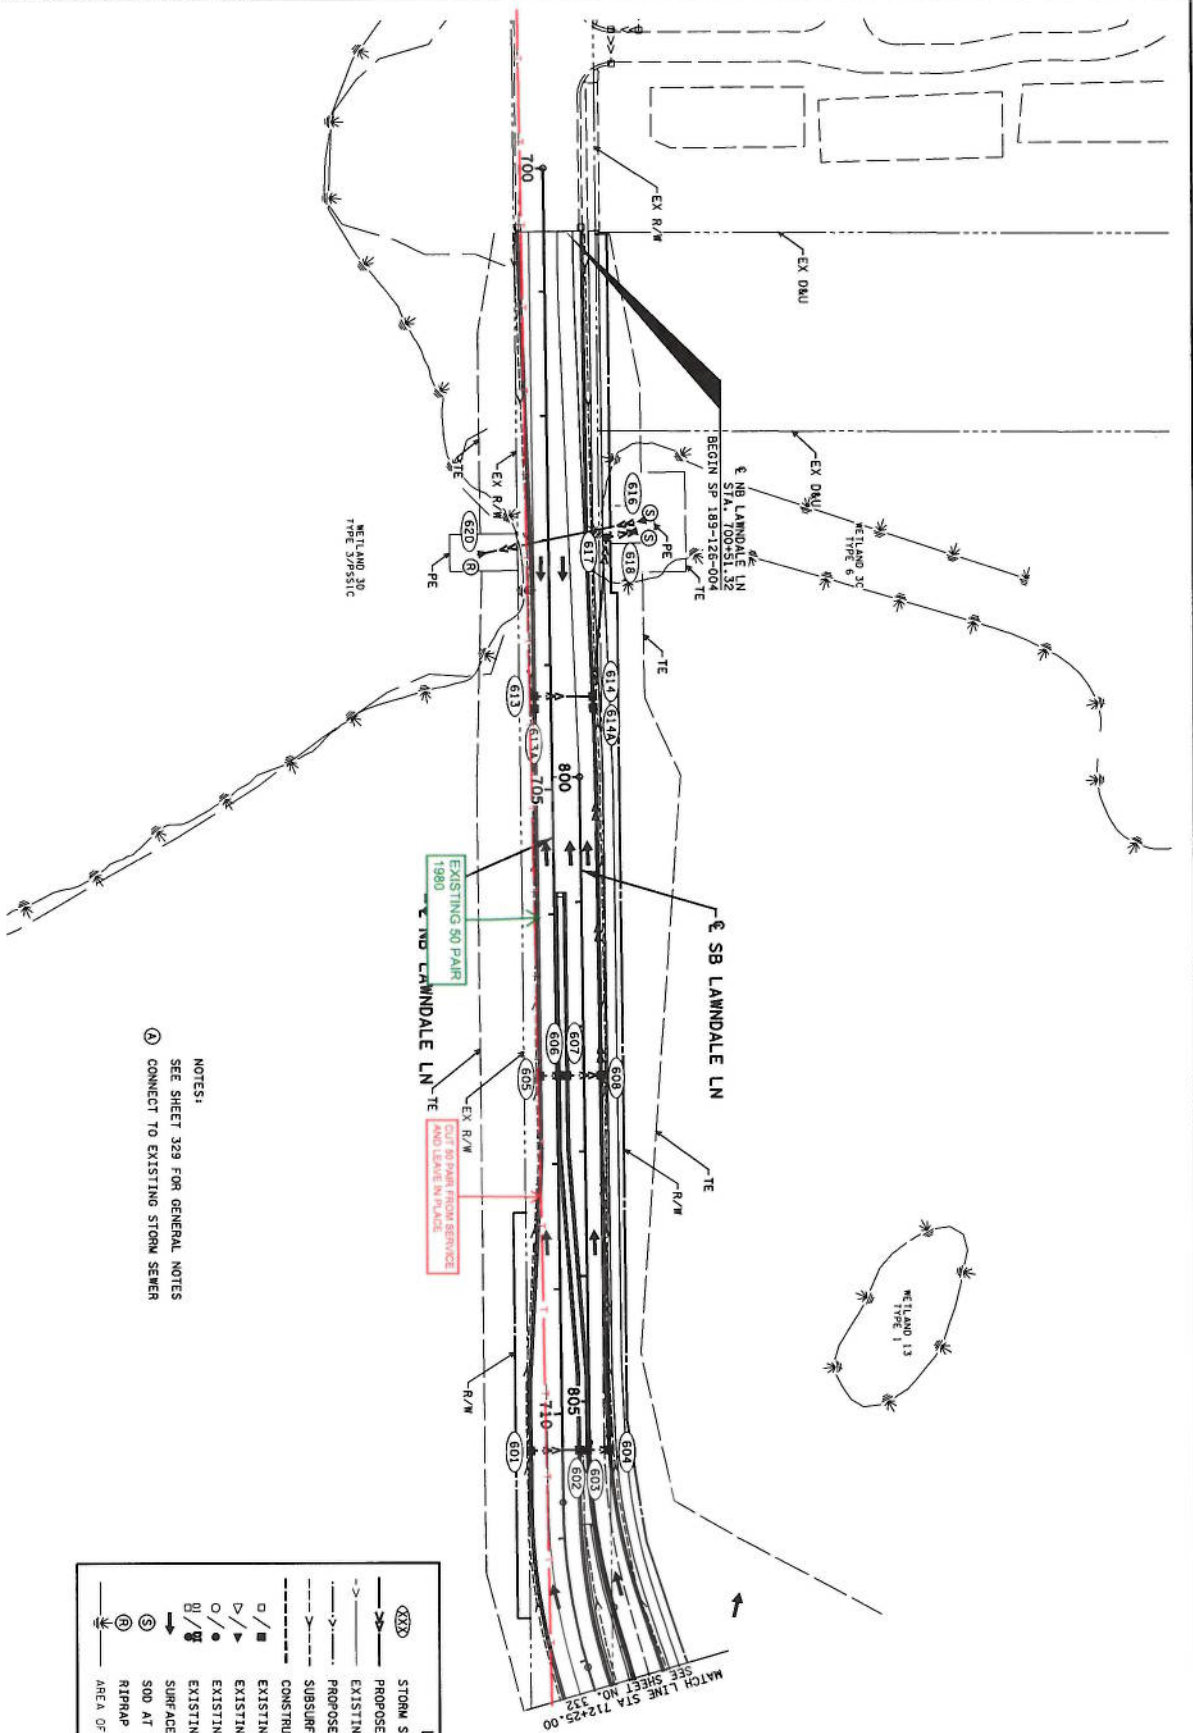 EX R/W
EX D&U
EX D&U
700
℄ NB LAWNDALE LN
STA. 700+51.32
BEGIN SP 189-126-004
WETLAND 3C
TYPE 6
TE
EX R/W
616
S
S
PE
617
618
TE
620
R
PE
WETLAND 3D
TYPE 3/PSS1C
TE
613
614
614A
613A
800
705
EXISTING 50 PAIR
1980
℄ NB LAWNDALE LN
℄ SB LAWNDALE LN
606
607
605
608
TE
EX R/W
TE
R/W
CUT 50 PAIR FROM SERVICE
AND LEAVE IN PLACE
WETLAND 13
TYPE 1
R/W
805
710
601
602
603
604
MATCH LINE STA 712+25.00
SEE SHEET NO. 332
NOTES:
SEE SHEET 329 FOR GENERAL NOTES
A CONNECT TO EXISTING STORM SEWER
XXX STORM S
PROPOSE
EXISTIN
PROPOSE
SUBSURF
CONSTRU
EXISTIN
EXISTIN
EXISTIN
EXISTIN
SURFACE
S SOD AT
R RIPRAP
AREA OF